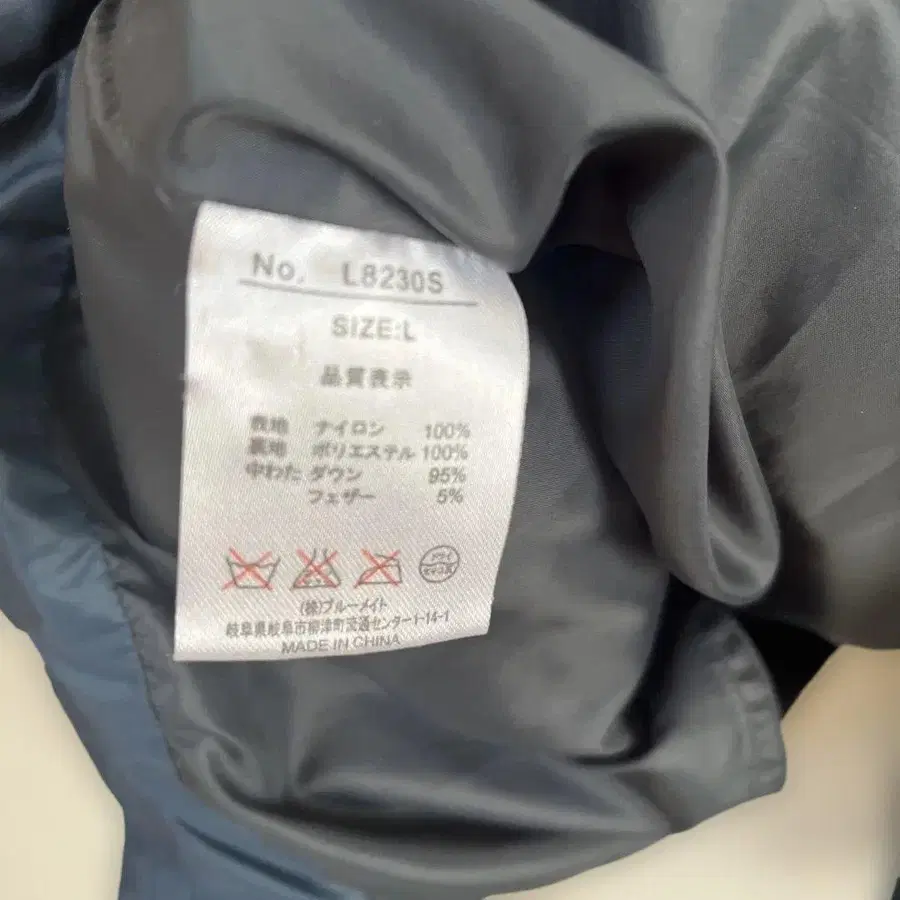 No. L8230S
SIZE:L
品質表示
表地 ナイロン 100%
裏地 ポリエステル 100%
中わた ダウン 95%
フェザー 5%
(株)ブルーメイト
岐阜県岐阜市柳津町流通センター1-14-1
MADE IN CHINA